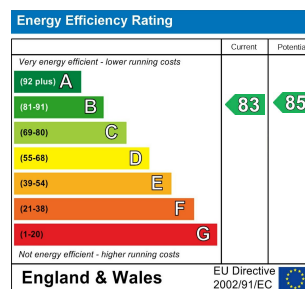 Energy Efficiency Rating
Current Potentia
Very energy efficient - lower running costs
(92 plus) A
(81-91) B
83 85
(69-80) C
(55-68) D
(39-54) E
(21-38) F
(1-20) G
Not energy efficient - higher running costs
England & Wales
EU Directive
2002/91/EC